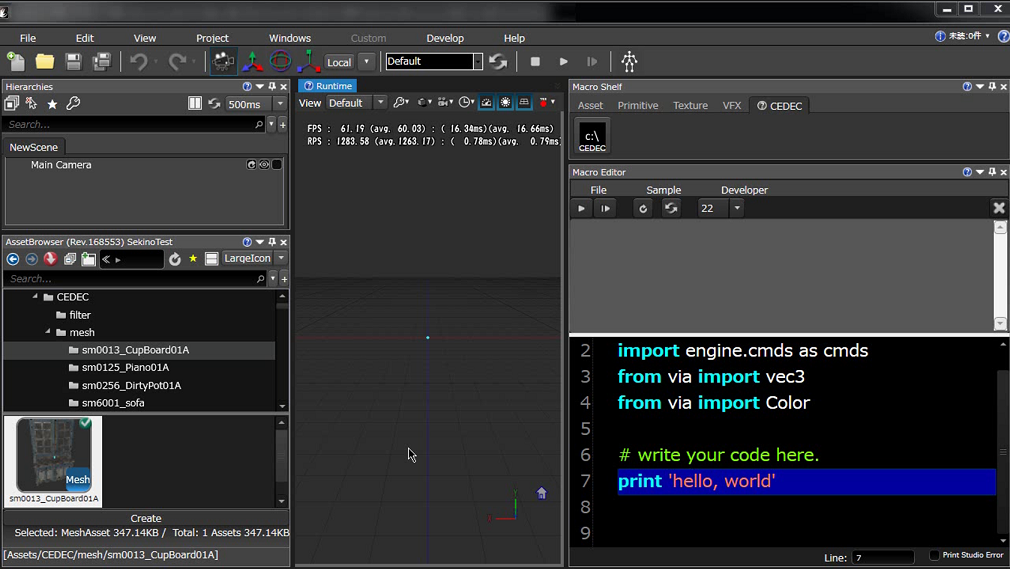 File Edit View Project Windows Custom Develop Help 未読:0件
Local Default
Hierarchies
500ms
Search...
NewScene
Main Camera
AssetBrowser (Rev.168553) SekinoTest
LargeIcon
Search...
CEDEC
filter
mesh
sm0013_CupBoard01A
sm0125_Piano01A
sm0256_DirtyPot01A
sm6001_sofa
Mesh
sm0013_CupBoard01A
Create
Selected: MeshAsset 347.14KB / Total: 1 Assets 347.14KB
[Assets/CEDEC/mesh/sm0013_CupBoard01A]
Runtime
View Default
FPS : 61.19 (avg. 60.03) : ( 16.34ms)(avg. 16.66ms)
RPS : 1283.58 (avg.1263.17) : ( 0.78ms)(avg. 0.79ms)
Macro Shelf
Asset Primitive Texture VFX CEDEC
c:\
CEDEC
Macro Editor
File Sample Developer
22
2 import engine.cmds as cmds
3 from via import vec3
4 from via import Color
5
6 # write your code here.
7 print 'hello, world'
8
9
Line: 7 Print Studio Error